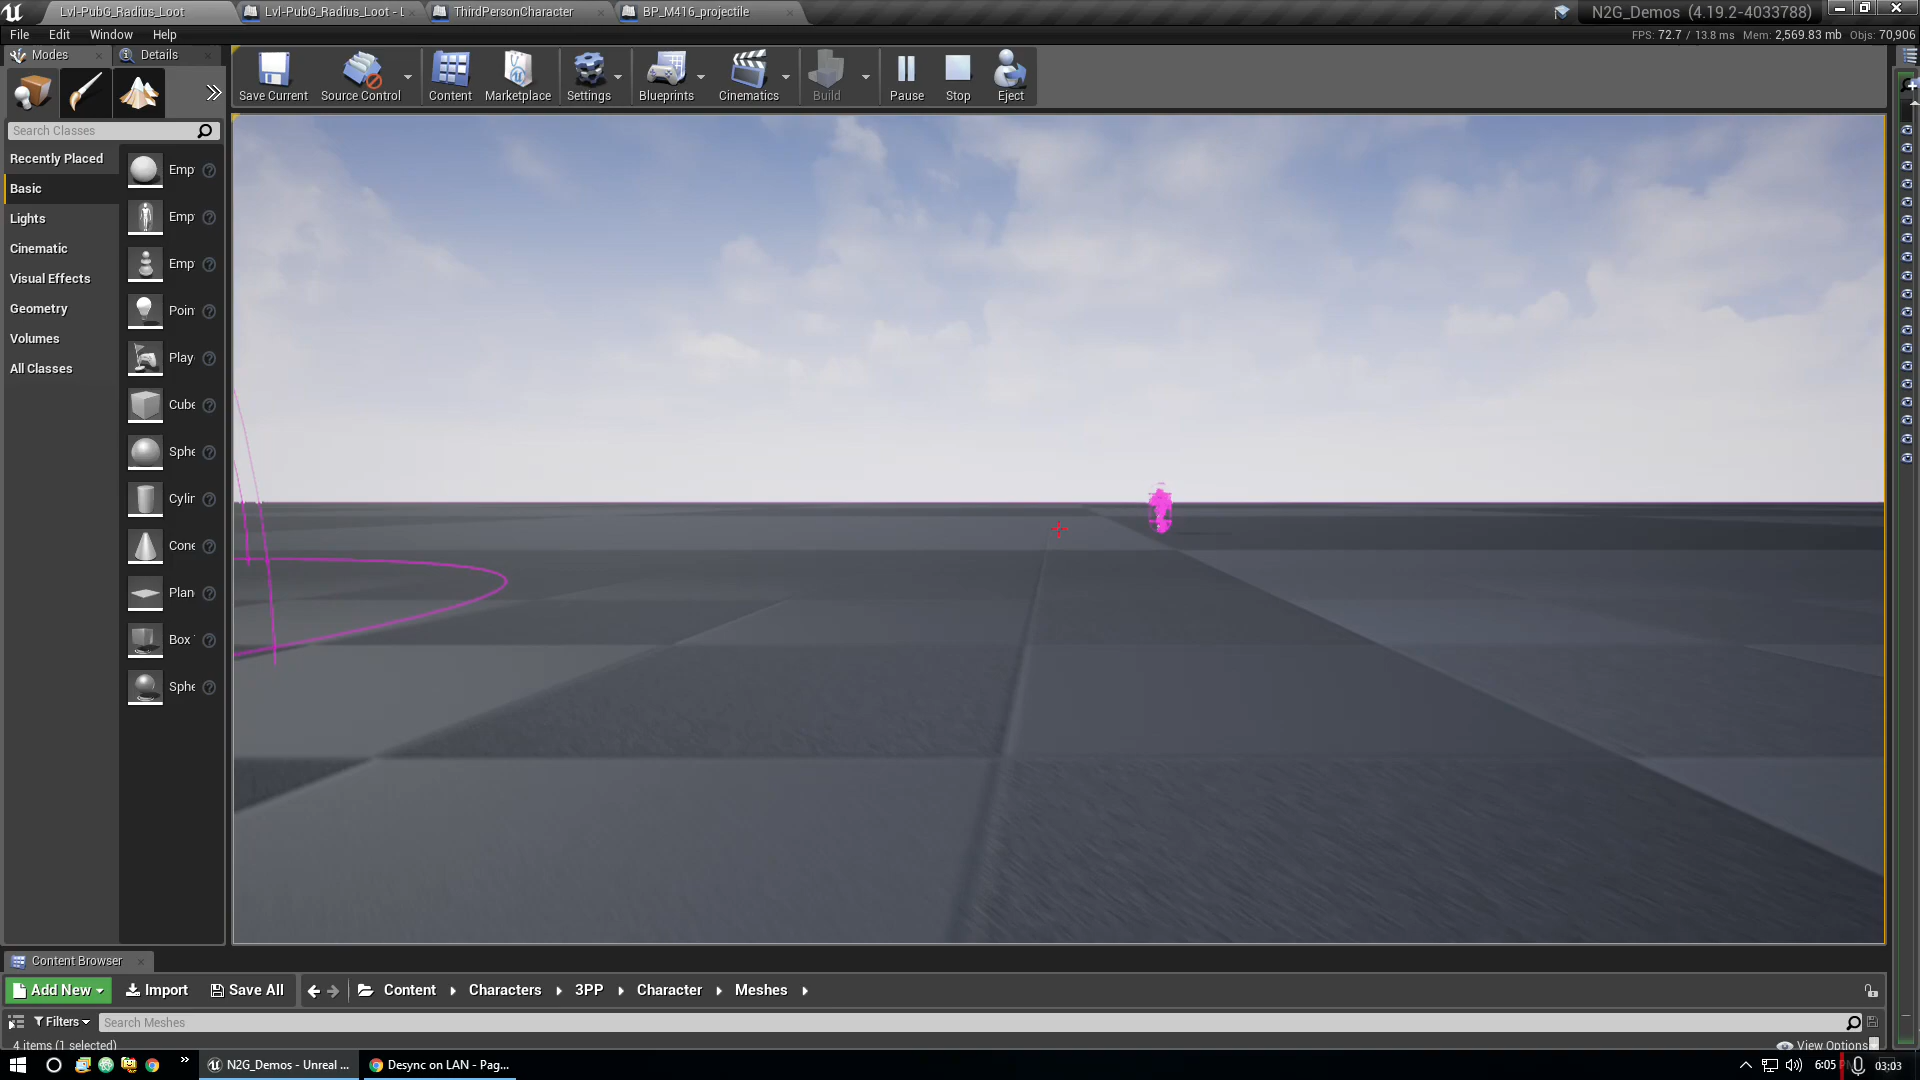 Lvl-PubG_Radius_Loot
Lvl-PubG_Radius_Loot - L
ThirdPersonCharacter
BP_M416_projectile
N2G_Demos (4.19.2-4033788)
File Edit Window Help
FPS: 72.7 / 13.8 ms Mem: 2,569.83 mb Objs: 70,906
Modes
Details
Save Current
Source Control
Content
Marketplace
Settings
Blueprints
Cinematics
Build
Pause
Stop
Eject
Search Classes
Recently Placed
Basic
Lights
Cinematic
Visual Effects
Geometry
Volumes
All Classes
Emp
Emp
Emp
Poin
Play
Cube
Sphe
Cylin
Cone
Plan
Box
Sphe
Content Browser
Add New
Import
Save All
Content
Characters
3PP
Character
Meshes
Filters
Search Meshes
4 items (1 selected)
View Options
N2G_Demos - Unreal ...
Desync on LAN - Pag...
6:05
03:03